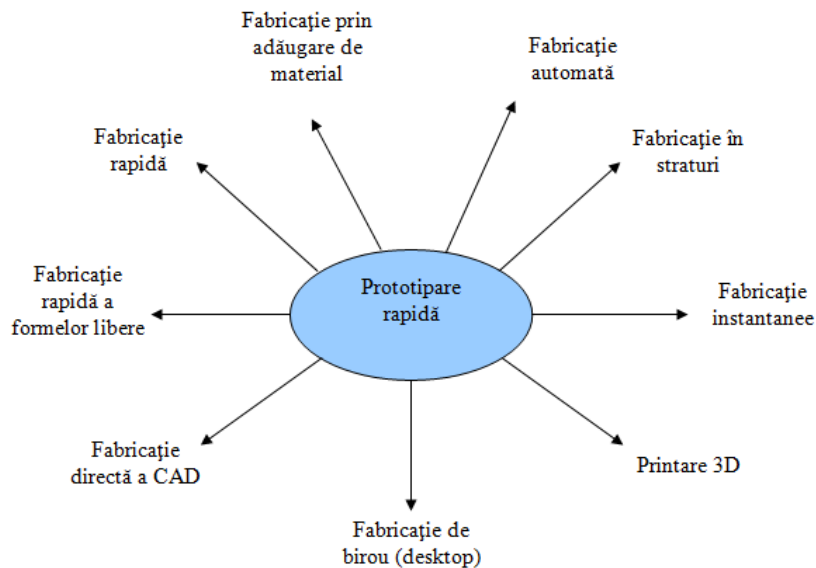 Fabricaţie prin
adăugare de
material
Fabricaţie
automată
Fabricaţie
rapidă
Fabricaţie în
straturi
Prototipare
rapidă
Fabricaţie
rapidă a
formelor libere
Fabricaţie
instantanee
Fabricaţie
directă a CAD
Printare 3D
Fabricaţie de
birou (desktop)